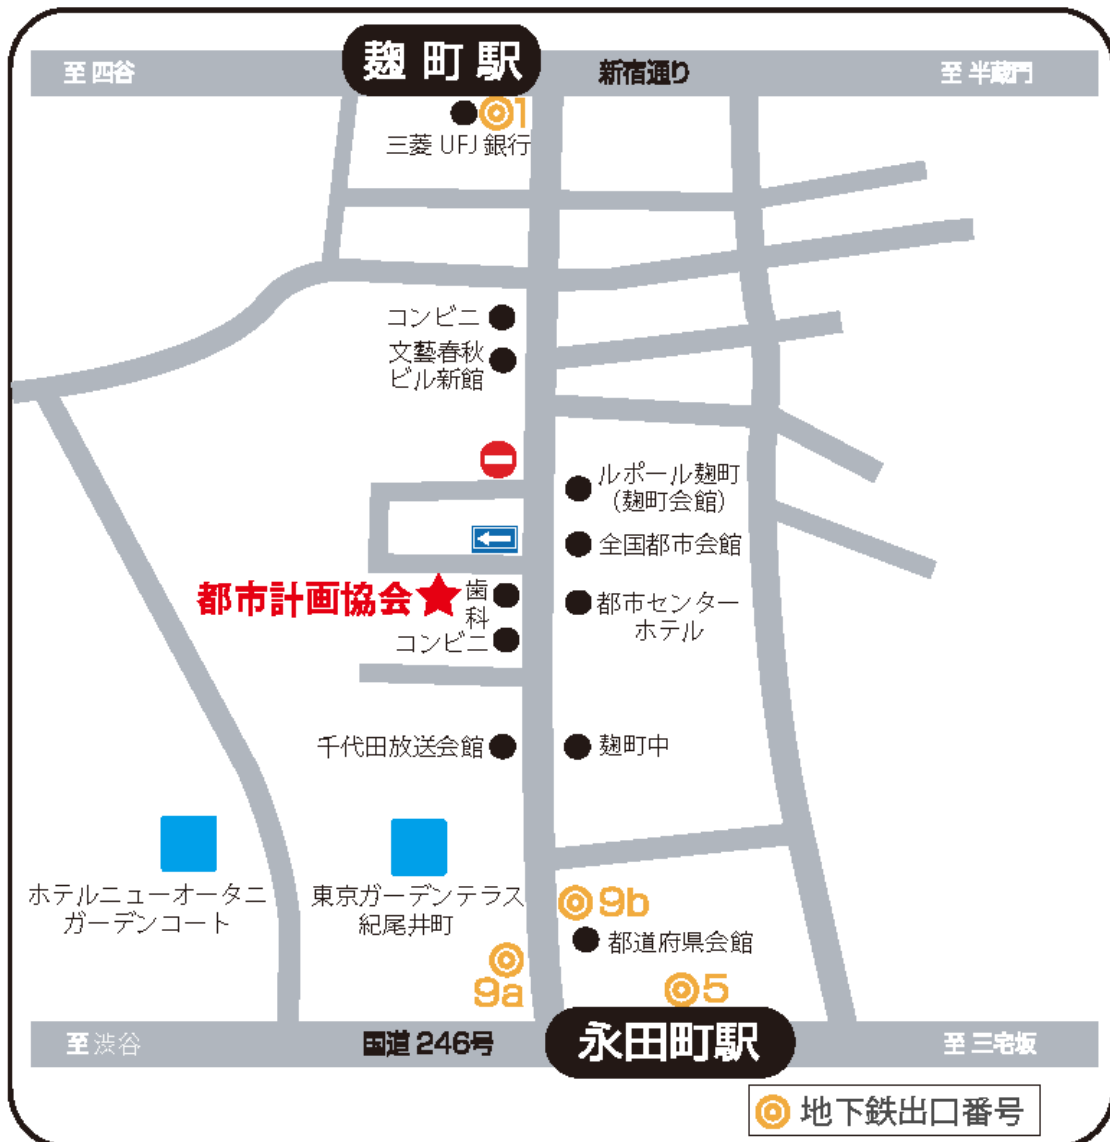 麹町駅
至 四谷
新宿通り
至 半蔵門
1
三菱 UFJ 銀行
コンビニ
文藝春秋
ビル新館
ルポール麹町
(麹町会館)
全国都市会館
都市計画協会
歯科
都市センター
ホテル
コンビニ
千代田放送会館
麹町中
ホテルニューオータニ
ガーデンコート
東京ガーデンテラス
紀尾井町
9b
都道府県会館
9a
5
至 渋谷
国道 246号
永田町駅
至 三宅坂
地下鉄出口番号